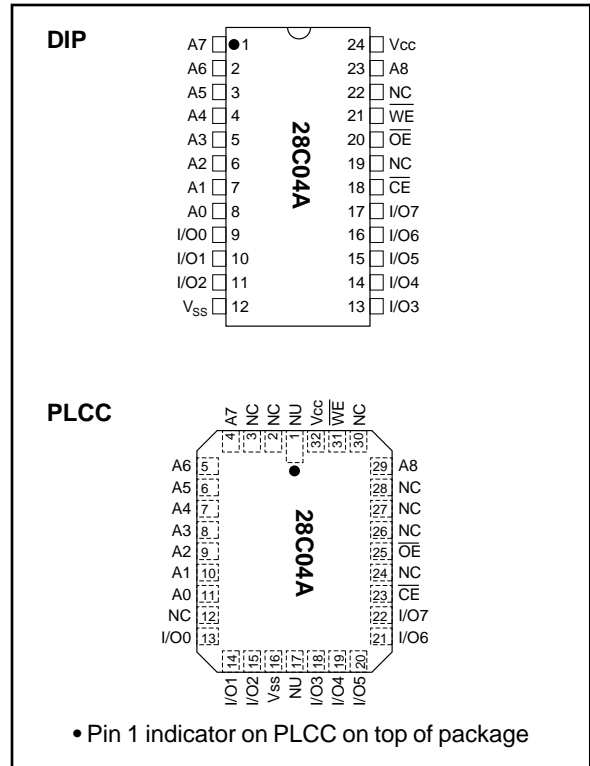 DIP
A7 1 24 Vcc
A6 2 23 A8
A5 3 22 NC
A4 4 21 W̅E̅
A3 5 20 O̅E̅
A2 6 19 NC
A1 7 18 C̅E̅
A0 8 17 I/O7
I/O0 9 16 I/O6
I/O1 10 15 I/O5
I/O2 11 14 I/O4
VSS 12 13 I/O3
28C04A
PLCC
A7 NC NC NU Vcc W̅E̅ NC
4 3 2 1 32 31 30
A6 5 29 A8
A5 6 28 NC
A4 7 27 NC
A3 8 26 NC
A2 9 25 O̅E̅
A1 10 24 NC
A0 11 23 C̅E̅
NC 12 22 I/O7
I/O0 13 21 I/O6
28C04A
14 15 16 17 18 19 20
I/O1 I/O2 Vss NU I/O3 I/O4 I/O5
• Pin 1 indicator on PLCC on top of package